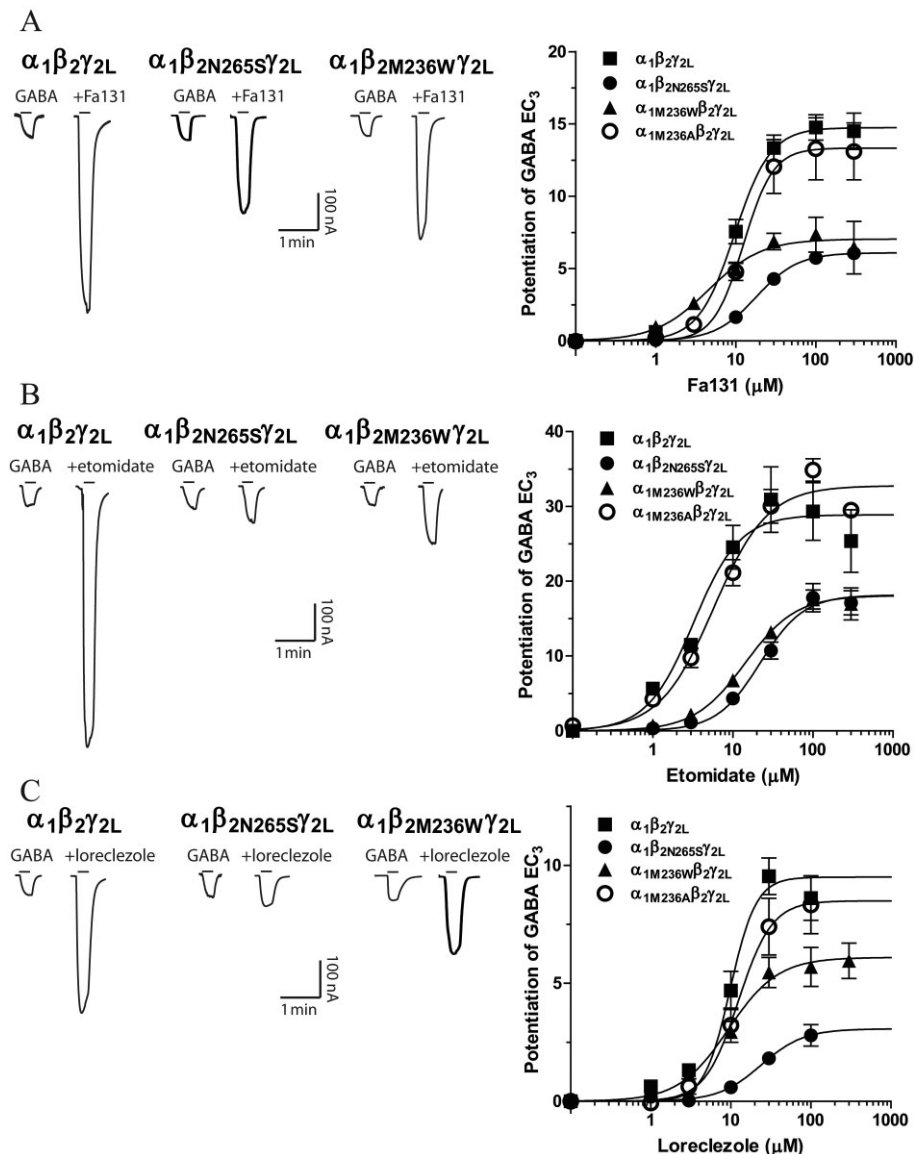 A
α1β2γ2L α1β2N265Sγ2L α1β2M236Wγ2L
GABA +Fa131 GABA +Fa131 GABA +Fa131
100 nA
1 min
Potentiation of GABA EC3
20
15
10
5
0
α1β2γ2L
α1β2N265Sγ2L
α1M236Wβ2γ2L
α1M236Aβ2γ2L
1 10 100 1000
Fa131 (μM)
B
α1β2γ2L α1β2N265Sγ2L α1β2M236Wγ2L
GABA +etomidate GABA +etomidate GABA +etomidate
100 nA
1 min
Potentiation of GABA EC3
40
30
20
10
0
α1β2γ2L
α1β2N265Sγ2L
α1M236Wβ2γ2L
α1M236Aβ2γ2L
1 10 100 1000
Etomidate (μM)
C
α1β2γ2L α1β2N265Sγ2L α1β2M236Wγ2L
GABA +loreclezole GABA +loreclezole GABA +loreclezole
100 nA
1 min
Potentiation of GABA EC3
10
5
0
α1β2γ2L
α1β2N265Sγ2L
α1M236Wβ2γ2L
α1M236Aβ2γ2L
1 10 100 1000
Loreclezole (μM)